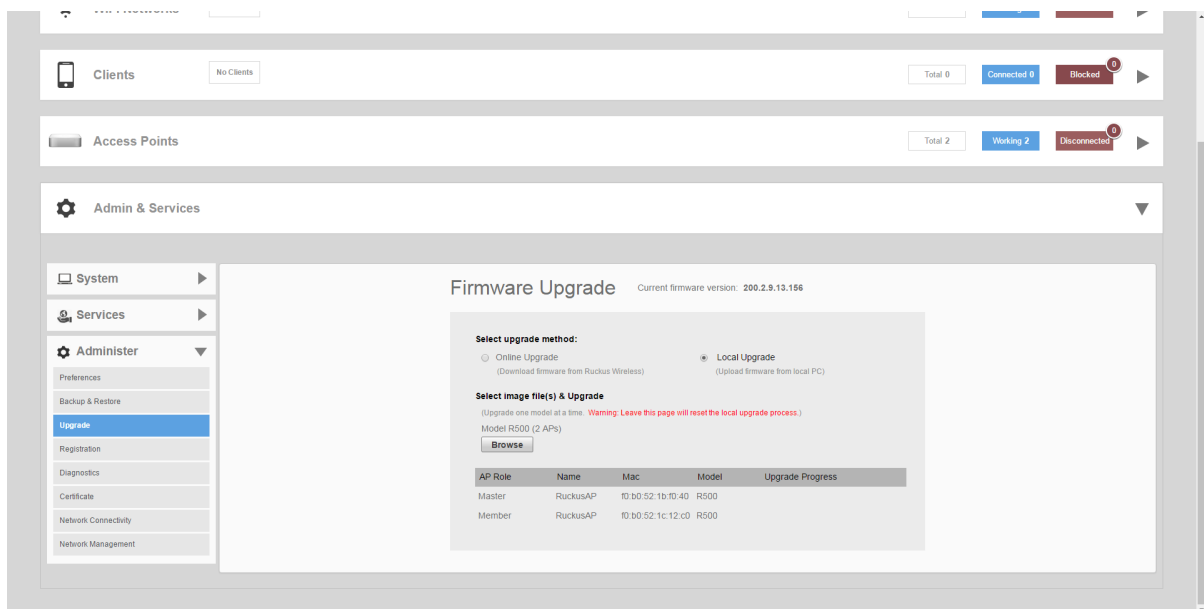 Clients
No Clients
Total 0
Connected 0
Blocked
0
Access Points
Total 2
Working 2
Disconnected
0
Admin & Services
System
Services
Administer
Preferences
Backup & Restore
Upgrade
Registration
Diagnostics
Certificate
Network Connectivity
Network Management
Firmware Upgrade
Current firmware version: 200.2.9.13.156
Select upgrade method:
Online Upgrade
(Download firmware from Ruckus Wireless)
Local Upgrade
(Upload firmware from local PC)
Select image file(s) & Upgrade
(Upgrade one model at a time. Warning: Leave this page will reset the local upgrade process.)
Model R500 (2 APs)
Browse
AP Role Name Mac Model Upgrade Progress
Master RuckusAP f0:b0:52:1b:f0:40 R500
Member RuckusAP f0:b0:52:1c:12:c0 R500